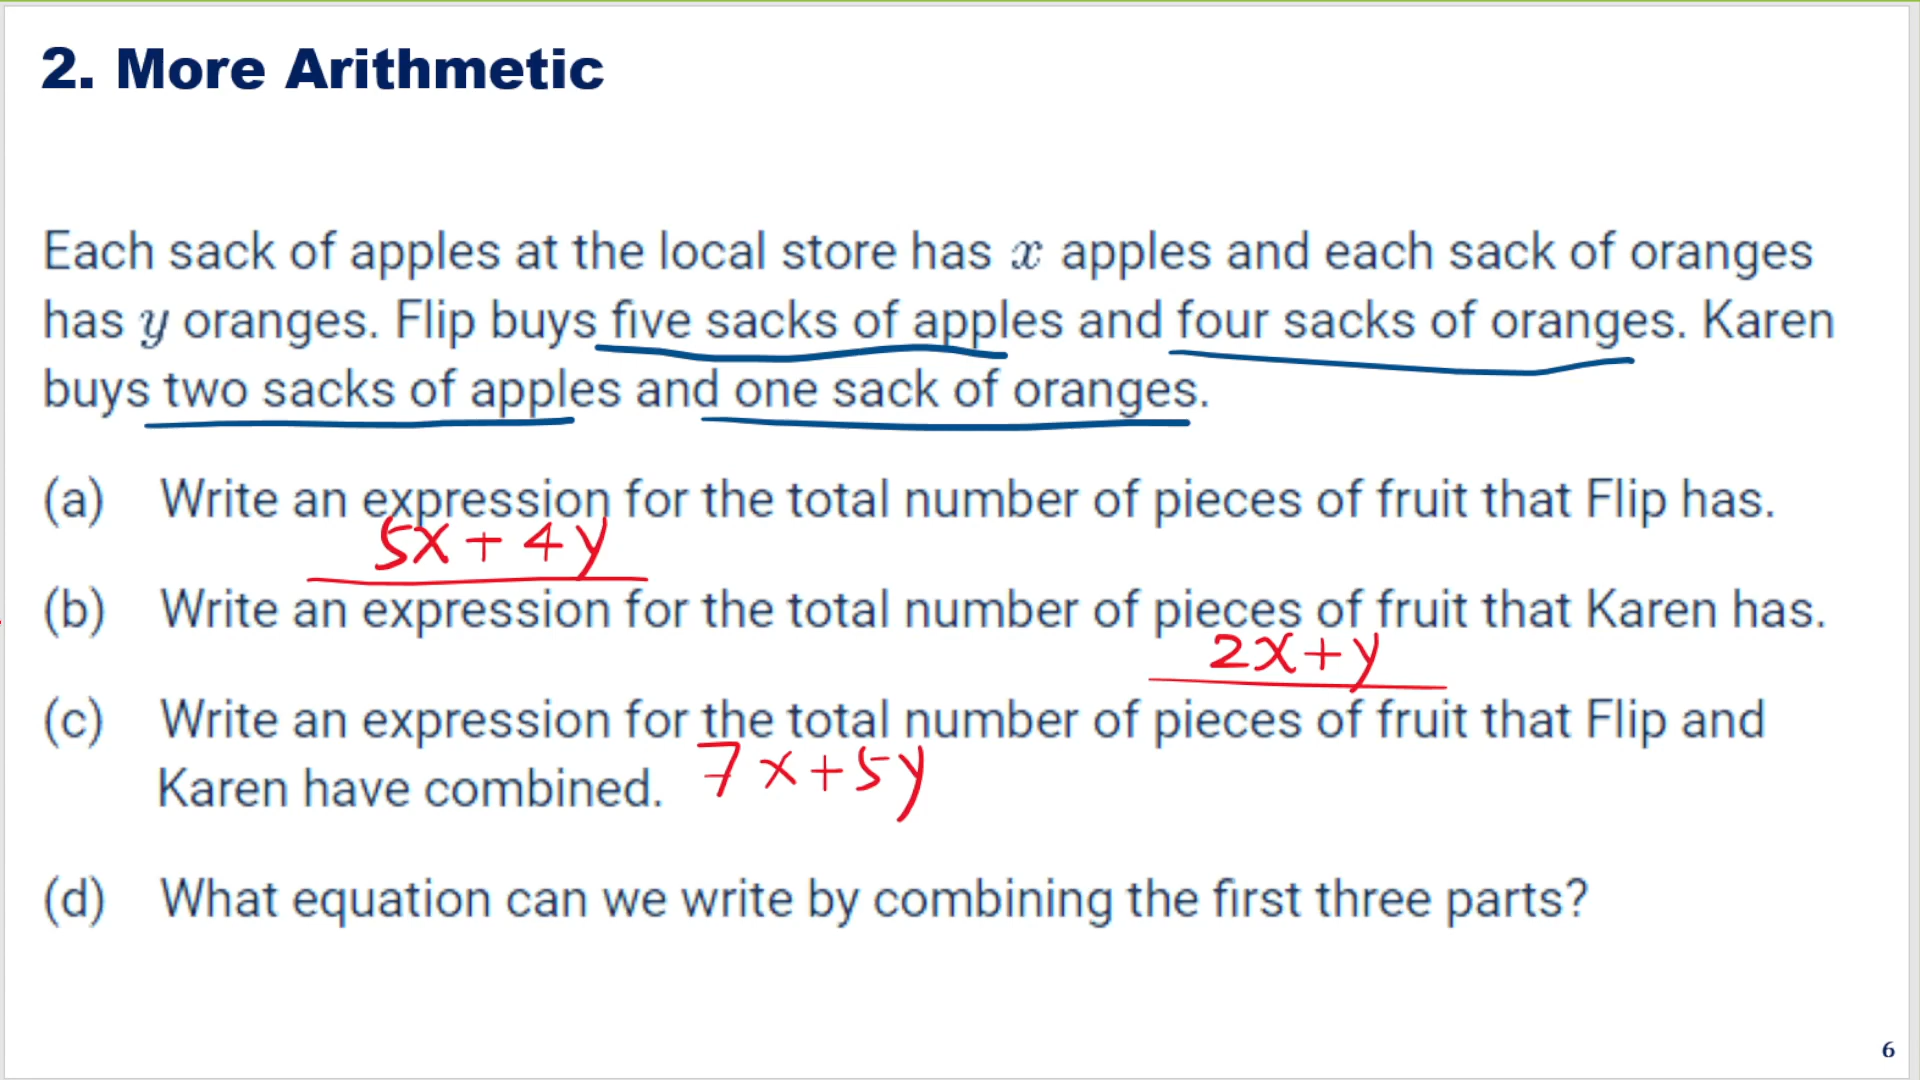 2. More Arithmetic
Each sack of apples at the local store has x apples and each sack of oranges
has y oranges. Flip buys five sacks of apples and four sacks of oranges. Karen
buys two sacks of apples and one sack of oranges.
(a) Write an expression for the total number of pieces of fruit that Flip has.
5x + 4y
(b) Write an expression for the total number of pieces of fruit that Karen has.
2x+y
(c) Write an expression for the total number of pieces of fruit that Flip and
Karen have combined. 7x+5y
(d) What equation can we write by combining the first three parts?
6